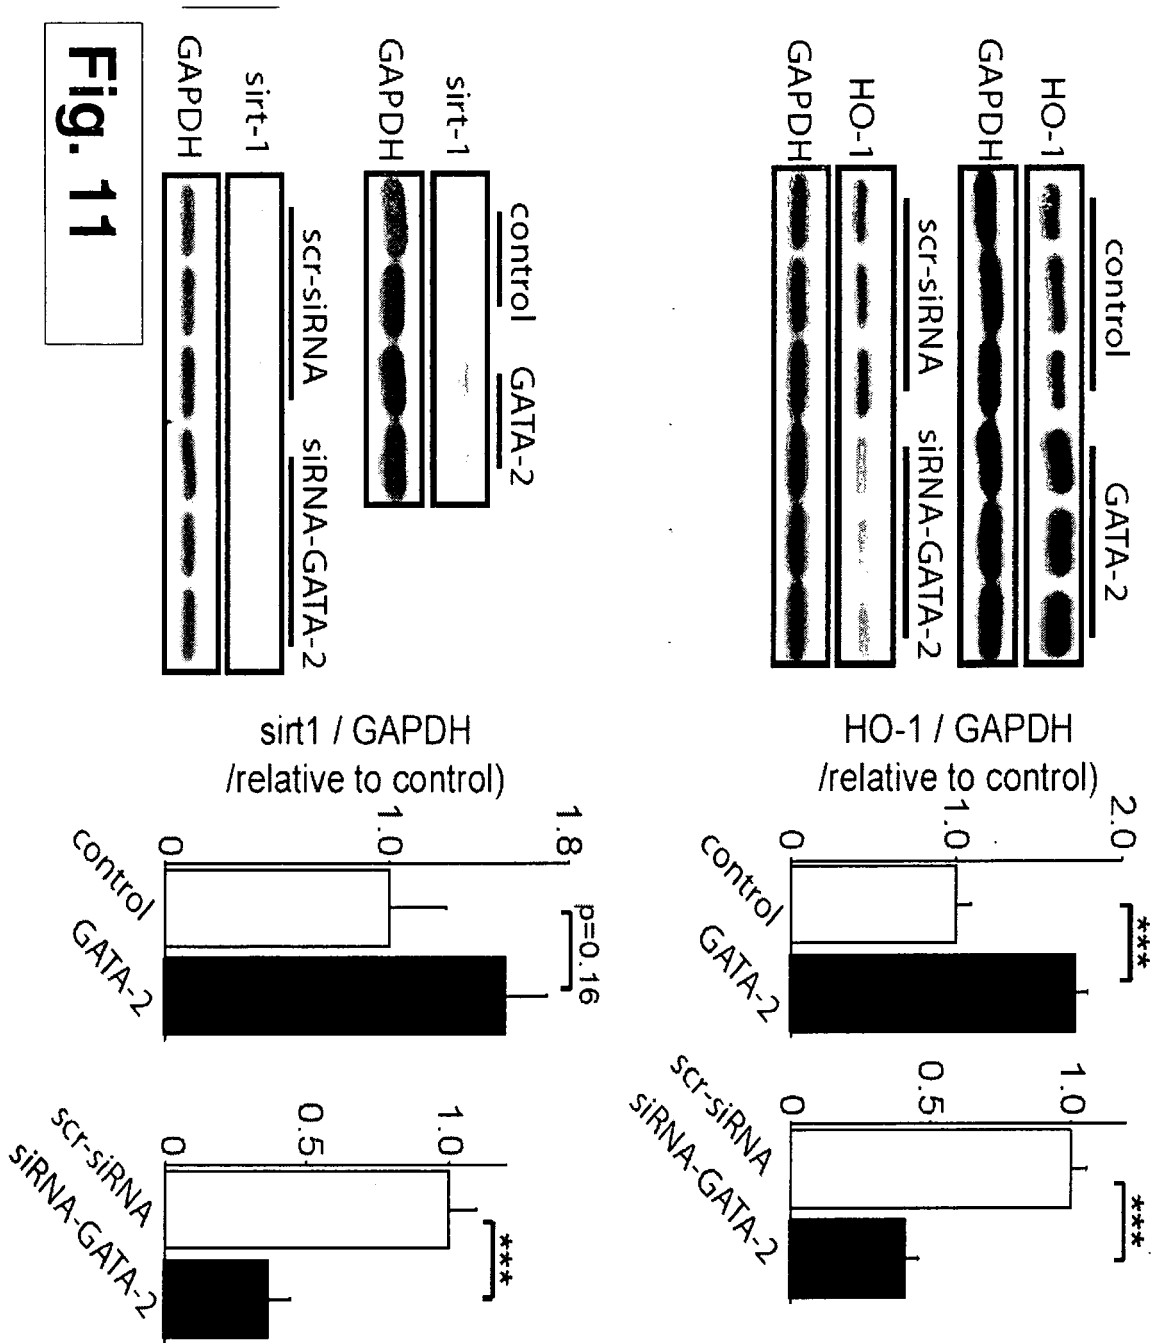 control GATA-2
HO-1
GAPDH
scr-siRNA siRNA-GATA-2
HO-1
GAPDH
HO-1 / GAPDH
/relative to control)
2.0
1.0
0
***
control
GATA-2
1.0
0.5
0
***
scr-siRNA
siRNA-GATA-2
control GATA-2
sirt-1
GAPDH
scr-siRNA siRNA-GATA-2
sirt-1
GAPDH
sirt1 / GAPDH
/relative to control)
1.8
1.0
0
p=0.16
control
GATA-2
1.0
0.5
0
***
scr-siRNA
siRNA-GATA-2
Fig. 11